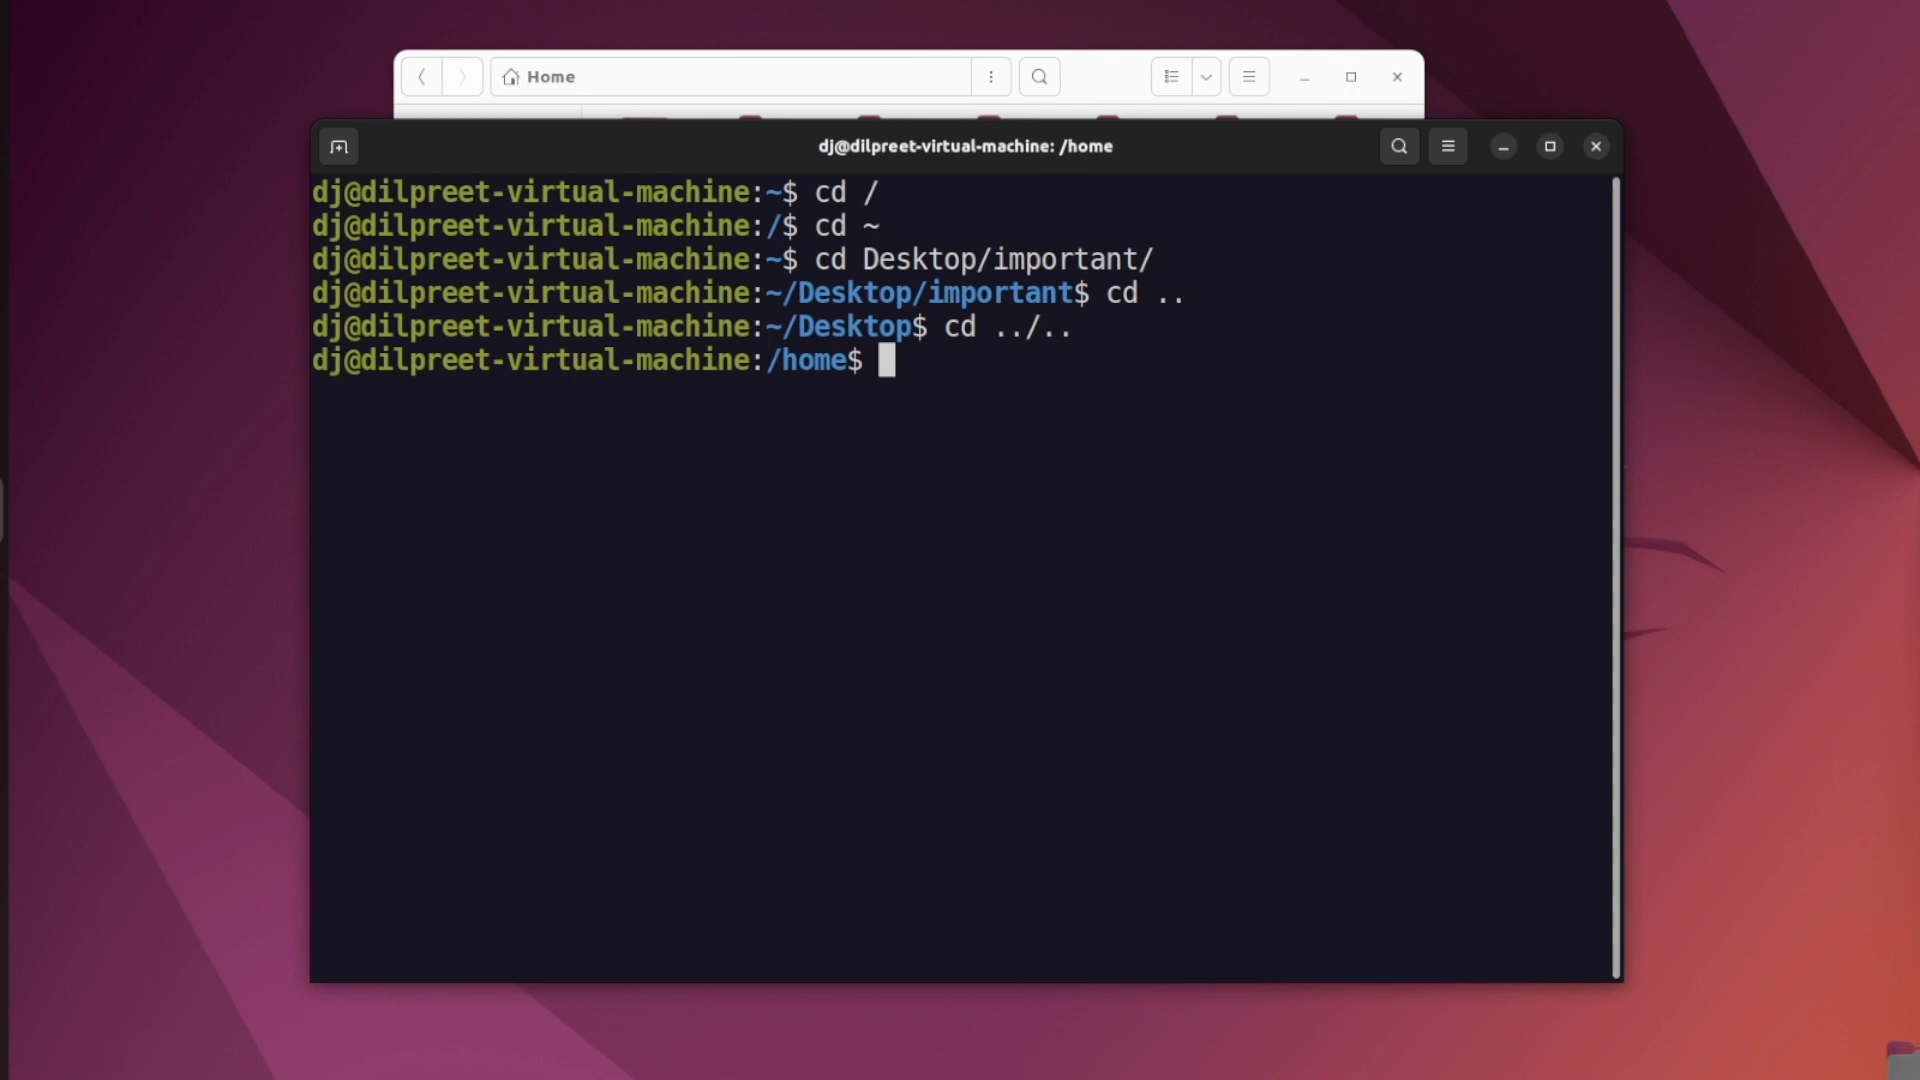 Home
dj@dilpreet-virtual-machine: /home
dj@dilpreet-virtual-machine:~$ cd /
dj@dilpreet-virtual-machine:/$ cd ~
dj@dilpreet-virtual-machine:~$ cd Desktop/important/
dj@dilpreet-virtual-machine:~/Desktop/important$ cd ..
dj@dilpreet-virtual-machine:~/Desktop$ cd ../..
dj@dilpreet-virtual-machine:/home$